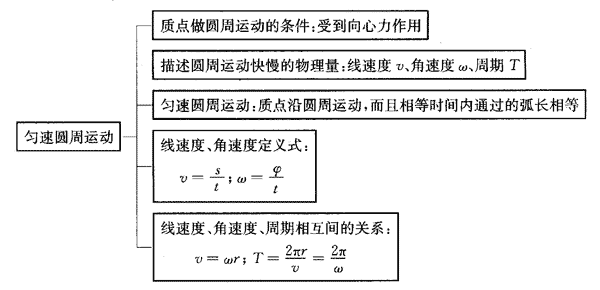 质点做圆周运动的条件:受到向心力作用
描述圆周运动快慢的物理量:线速度 v、角速度 ω、周期 T
匀速圆周运动:质点沿圆周运动,而且相等时间内通过的弧长相等
匀速圆周运动
线速度、角速度定义式:
v = s/t ; ω = φ/t
线速度、角速度、周期相互间的关系:
v = ωr; T = 2πr/v = 2π/ω